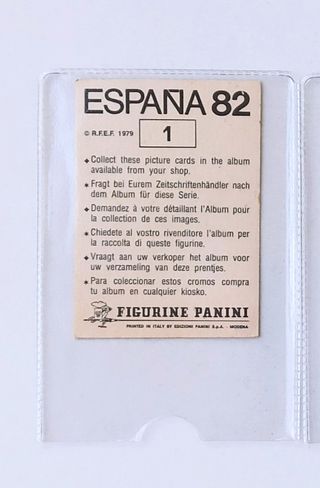 ESPAÑA 82
© R.F.E.F. 1979
1
Collect these picture cards in the album
available from your shop.
Fragt bei Eurem Zeitschriftenhändler nach
dem Album für diese Serie.
Demandez à votre détaillant l'Album pour
la collection de ces images.
Chiedete al vostro rivenditore l'album per
la raccolta di queste figurine.
Vraagt aan uw verkoper het album voor
uw verzameling van deze prentjes.
Para coleccionar estos cromos compra
tu album en cualquier kiosko.
FIGURINE PANINI
PRINTED IN ITALY BY EDIZIONI PANINI S.p.A. - MODENA